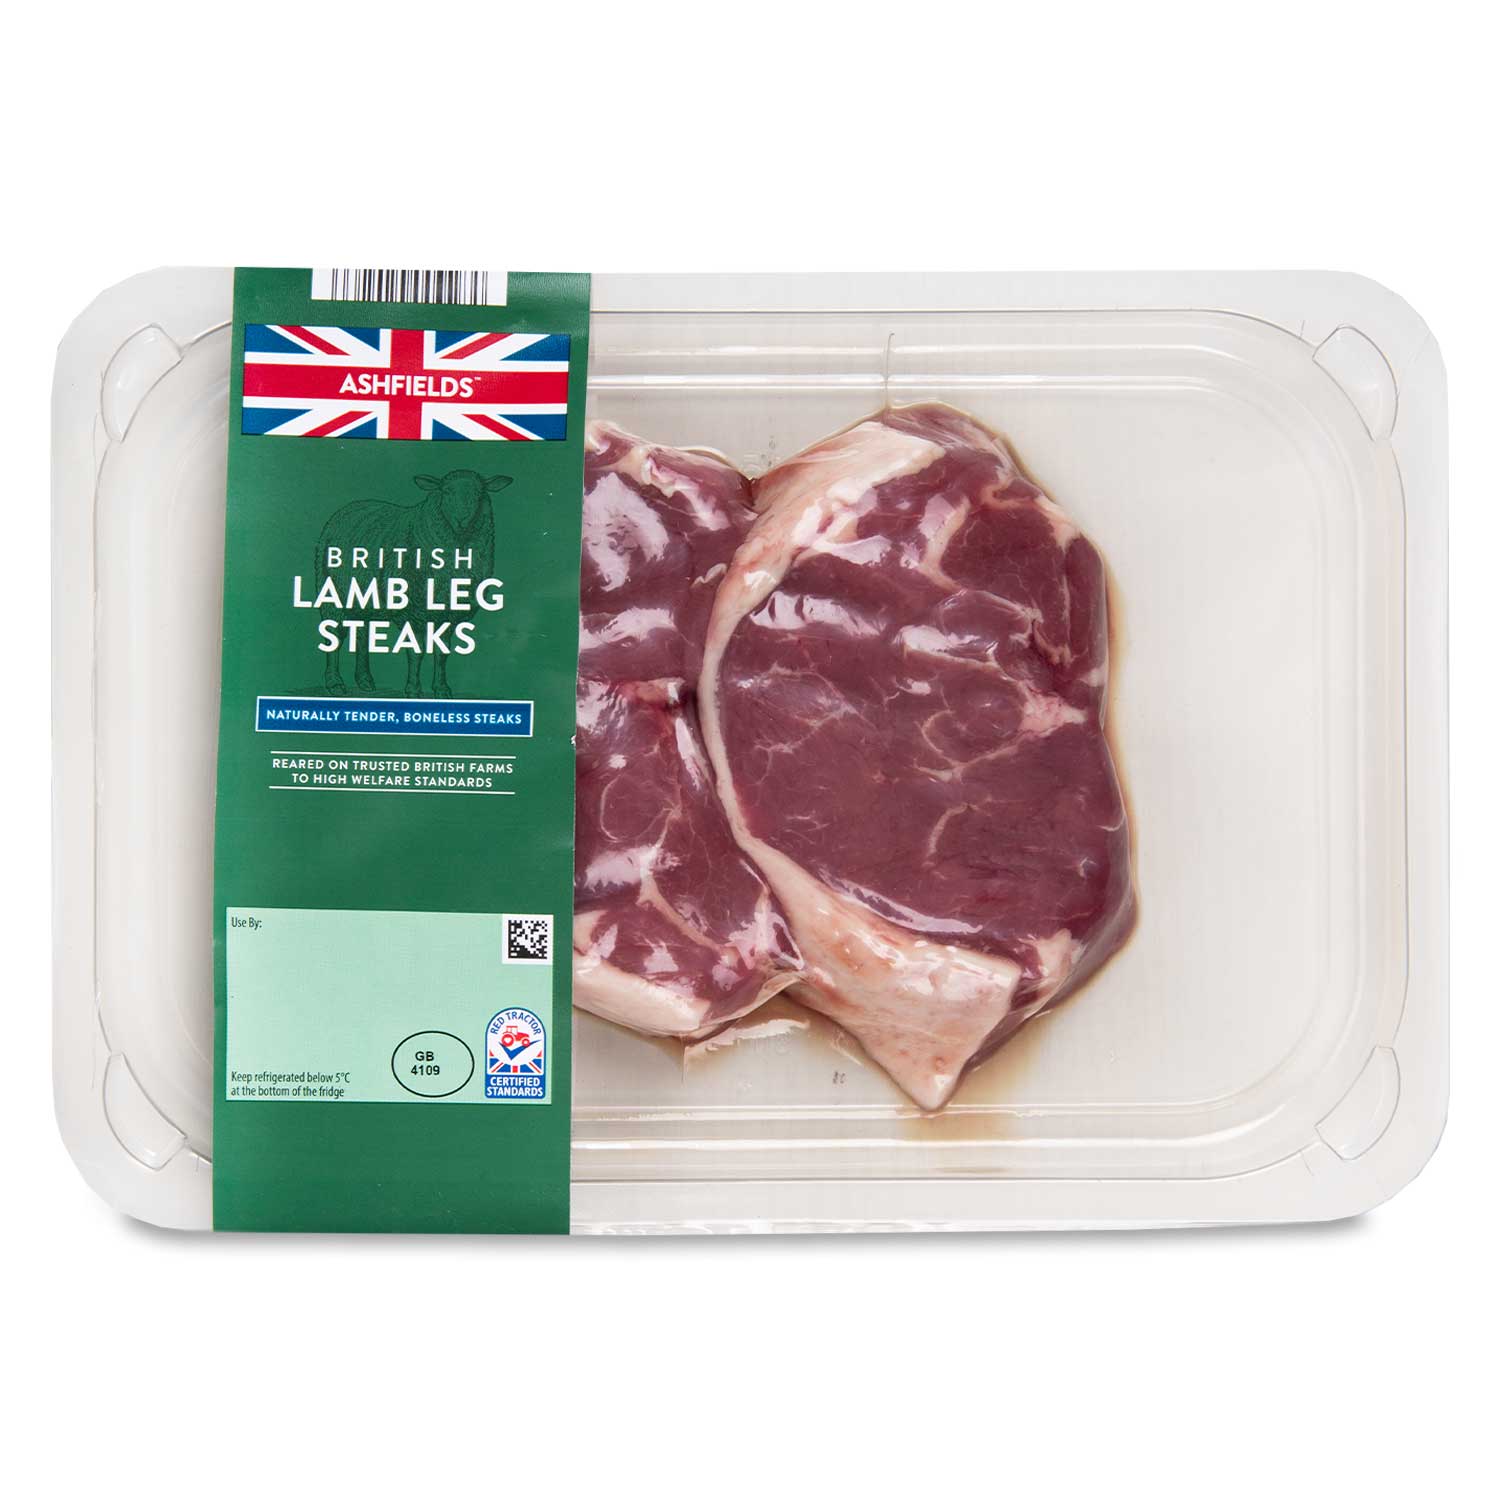 ASHFIELDS™
BRITISH
LAMB LEG
STEAKS
NATURALLY TENDER, BONELESS STEAKS
REARED ON TRUSTED BRITISH FARMS
TO HIGH WELFARE STANDARDS
Use By:
GB
4109
RED TRACTOR
CERTIFIED
STANDARDS
Keep refrigerated below 5°C
at the bottom of the fridge